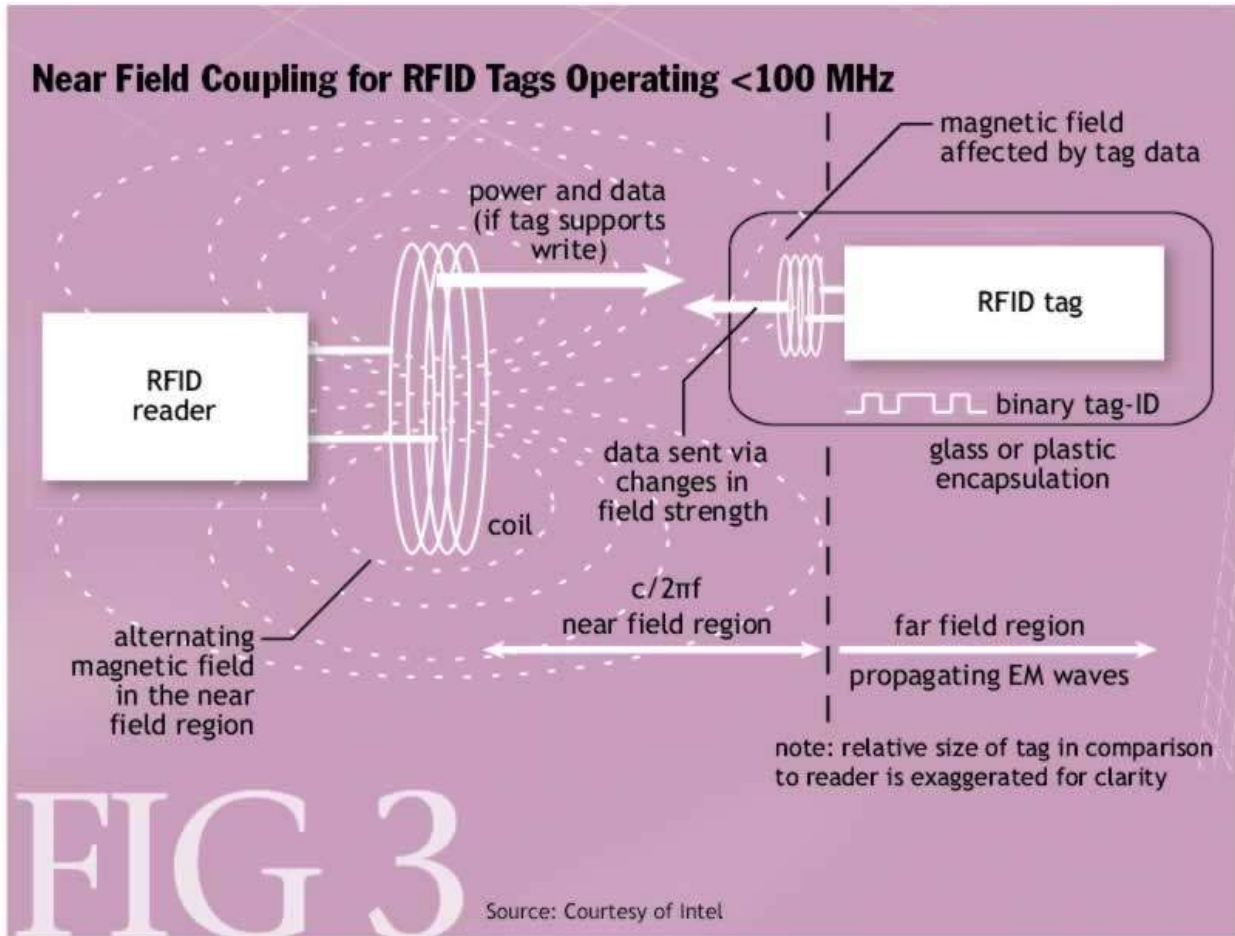 Near Field Coupling for RFID Tags Operating <100 MHz
magnetic field
affected by tag data
power and data
(if tag supports
write)
RFID tag
RFID
reader
binary tag-ID
glass or plastic
encapsulation
data sent via
changes in
field strength
coil
c/2πf
near field region
far field region
propagating EM waves
alternating
magnetic field
in the near
field region
note: relative size of tag in comparison
to reader is exaggerated for clarity
FIG 3
Source: Courtesy of Intel